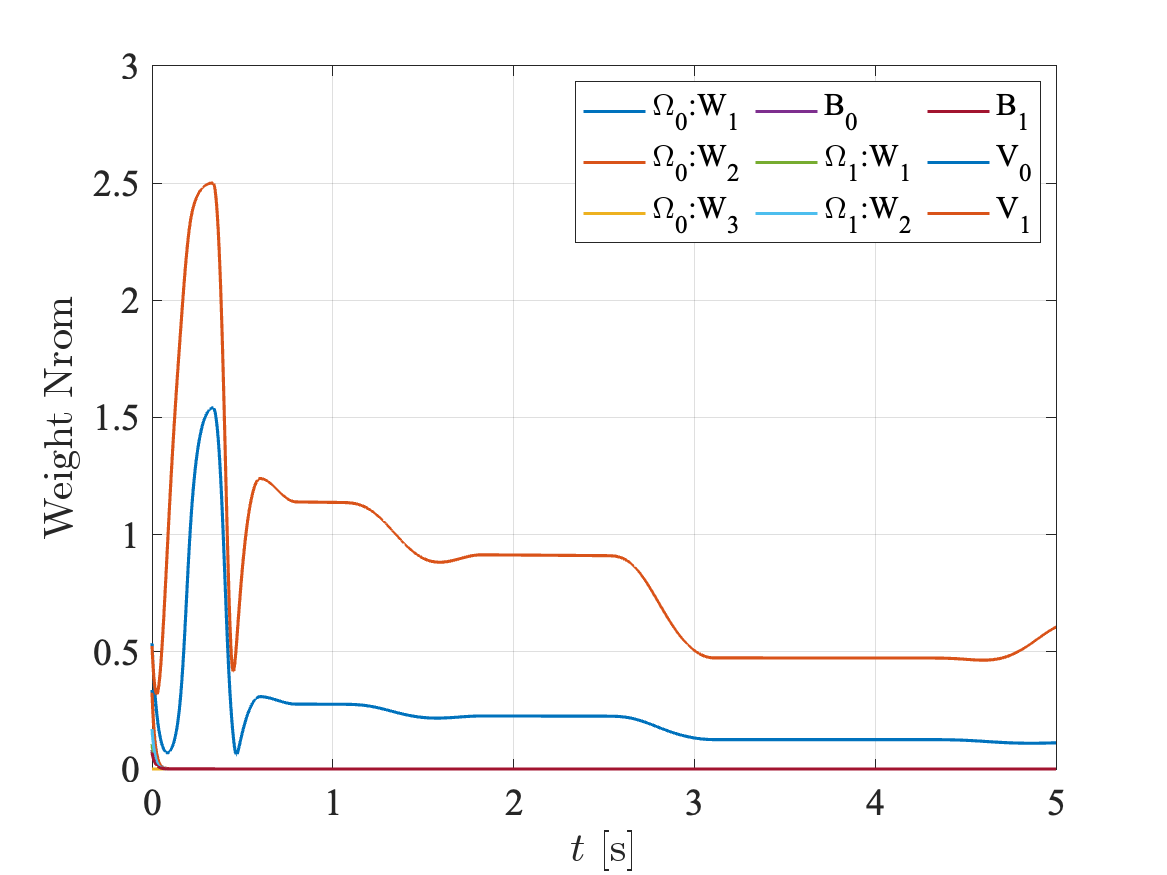 3
2.5
2
1.5
1
0.5
0
Weight Nrom
Ω₀:W₁ B₀ B₁
Ω₀:W₂ Ω₁:W₁ V₀
Ω₀:W₃ Ω₁:W₂ V₁
0 1 2 3 4 5
t [s]